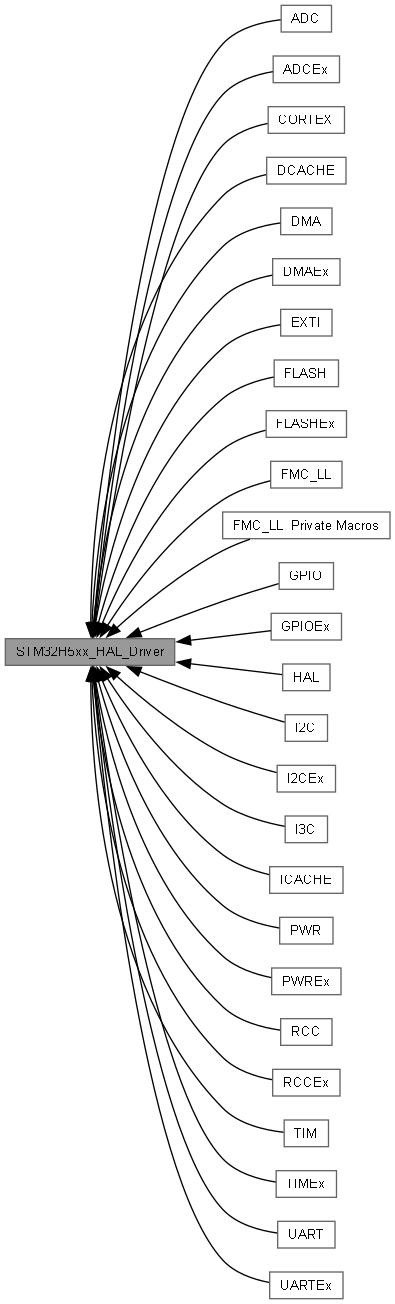 ADC
ADCEx
CORTEX
DCACHE
DMA
DMAEx
EXTI
FLASH
FLASHEx
FMC_LL
FMC_LL Private Macros
GPIO
GPIOEx
STM32H5xx_HAL_Driver
HAL
I2C
I2CEx
I3C
ICACHE
PWR
PWREx
RCC
RCCEx
TIM
TIMEx
UART
UARTEx